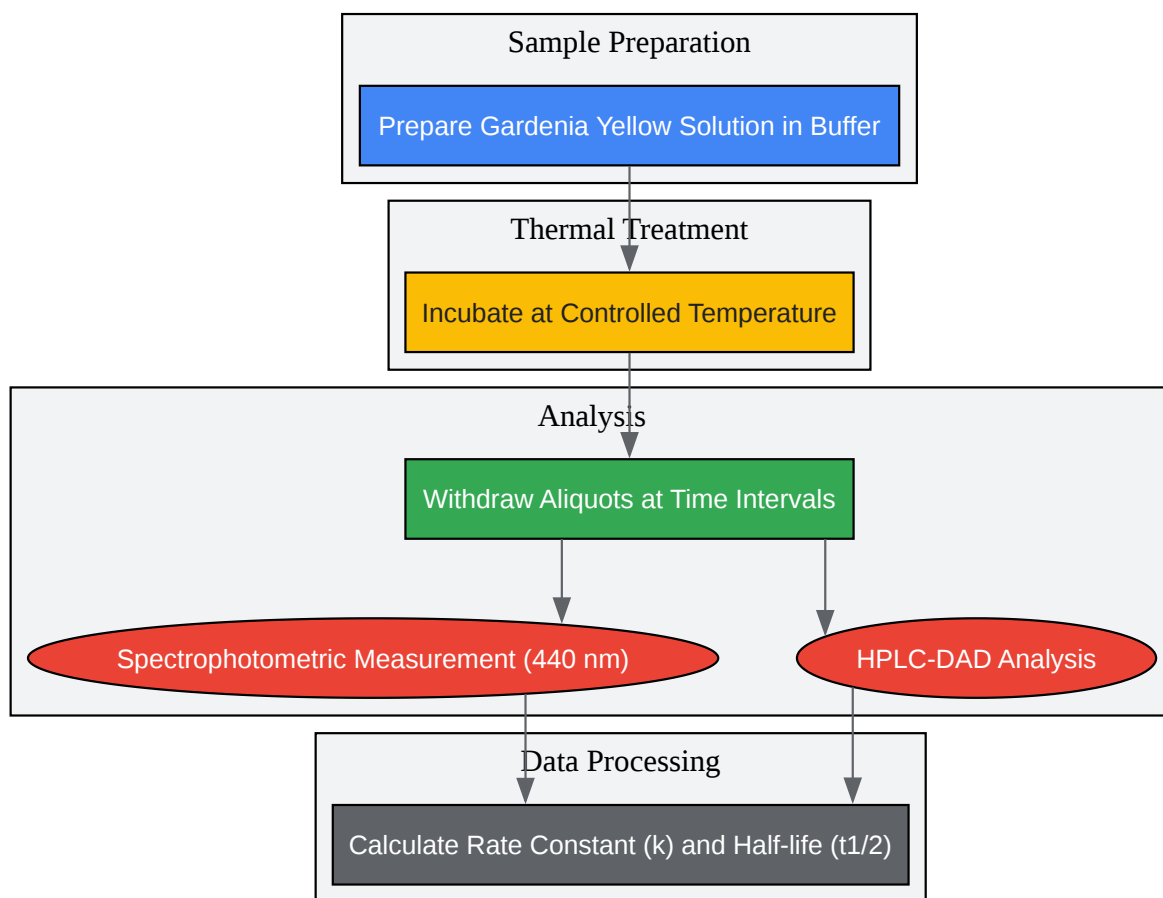 Sample Preparation
Prepare Gardenia Yellow Solution in Buffer
Thermal Treatment
Incubate at Controlled Temperature
Analysis
Withdraw Aliquots at Time Intervals
Spectrophotometric Measurement (440 nm)
HPLC-DAD Analysis
Data Processing
Calculate Rate Constant (k) and Half-life (t1/2)